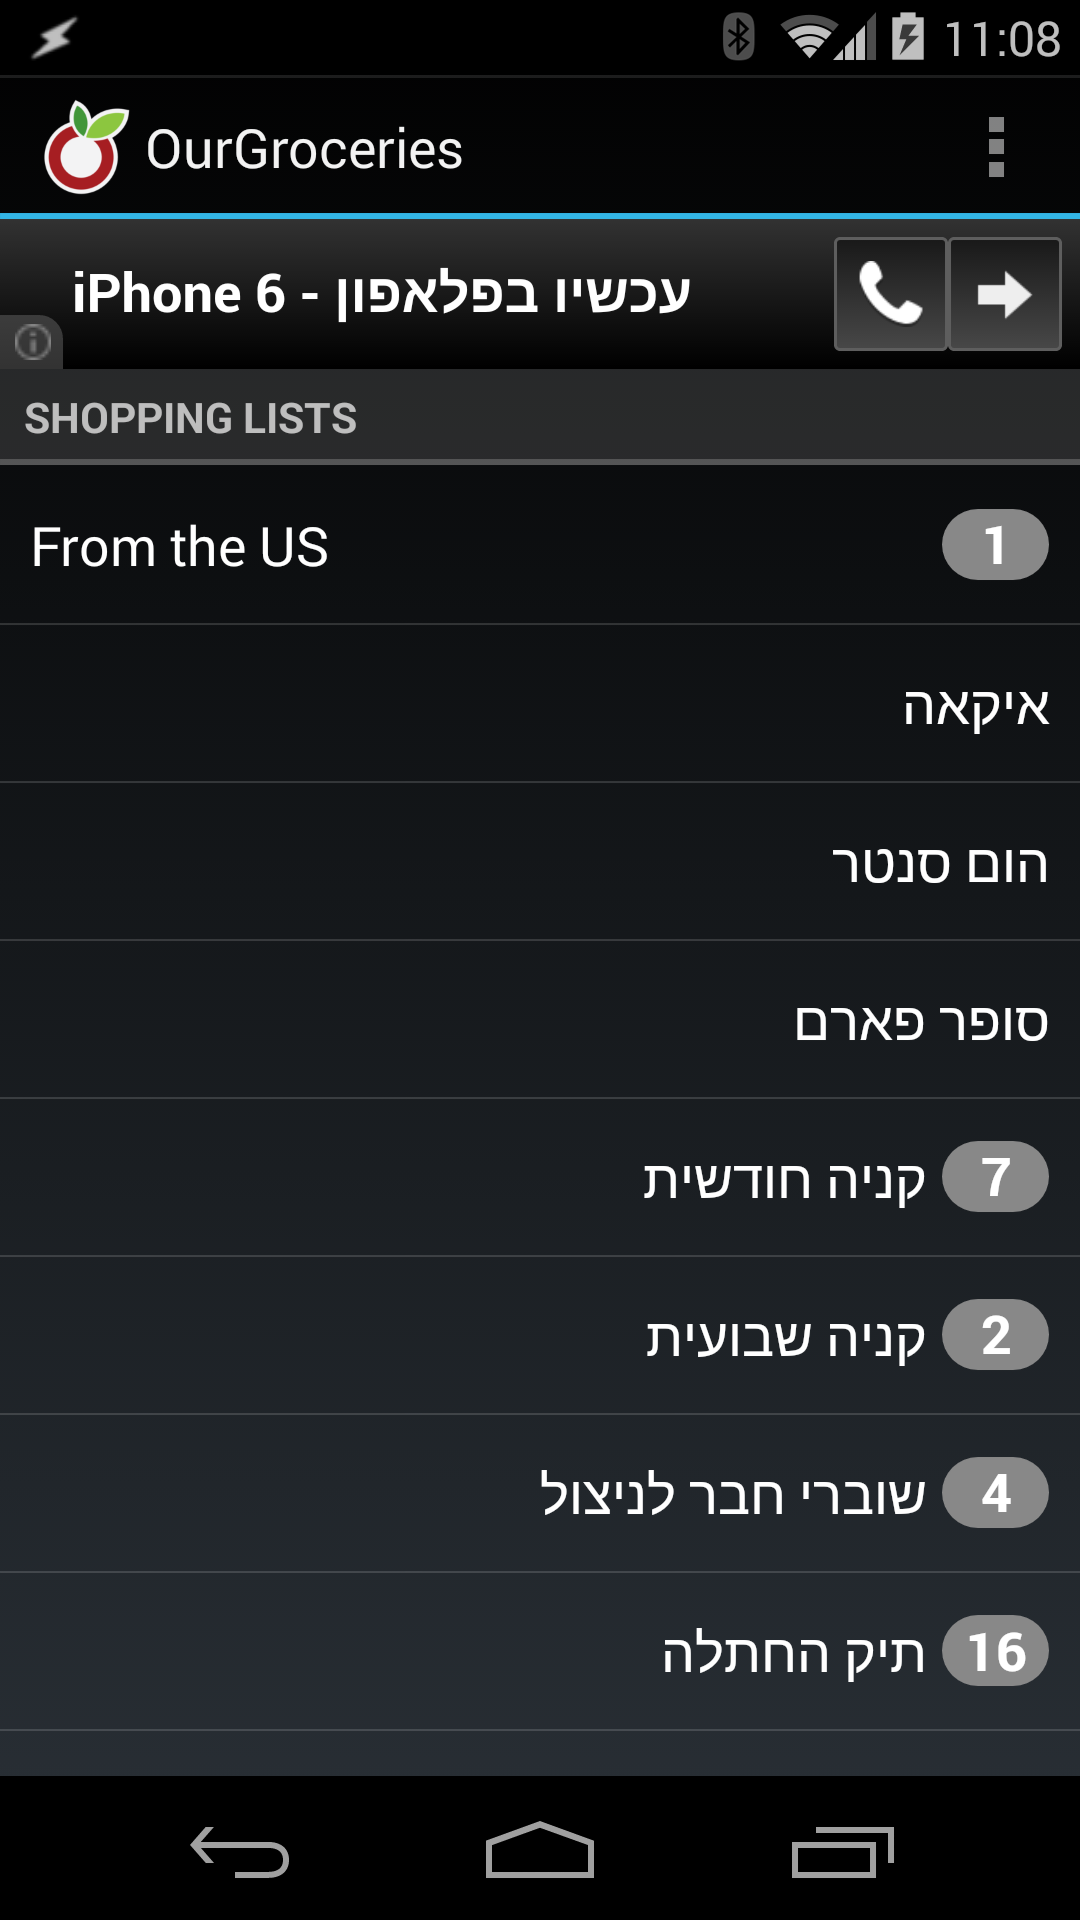 11:08
OurGroceries
iPhone 6 - עכשיו בפלאפון
SHOPPING LISTS
From the US 1
איקאה
הום סנטר
סופר פארם
קניה חודשית 7
קניה שבועית 2
שוברי חבר לניצול 4
תיק החתלה 16